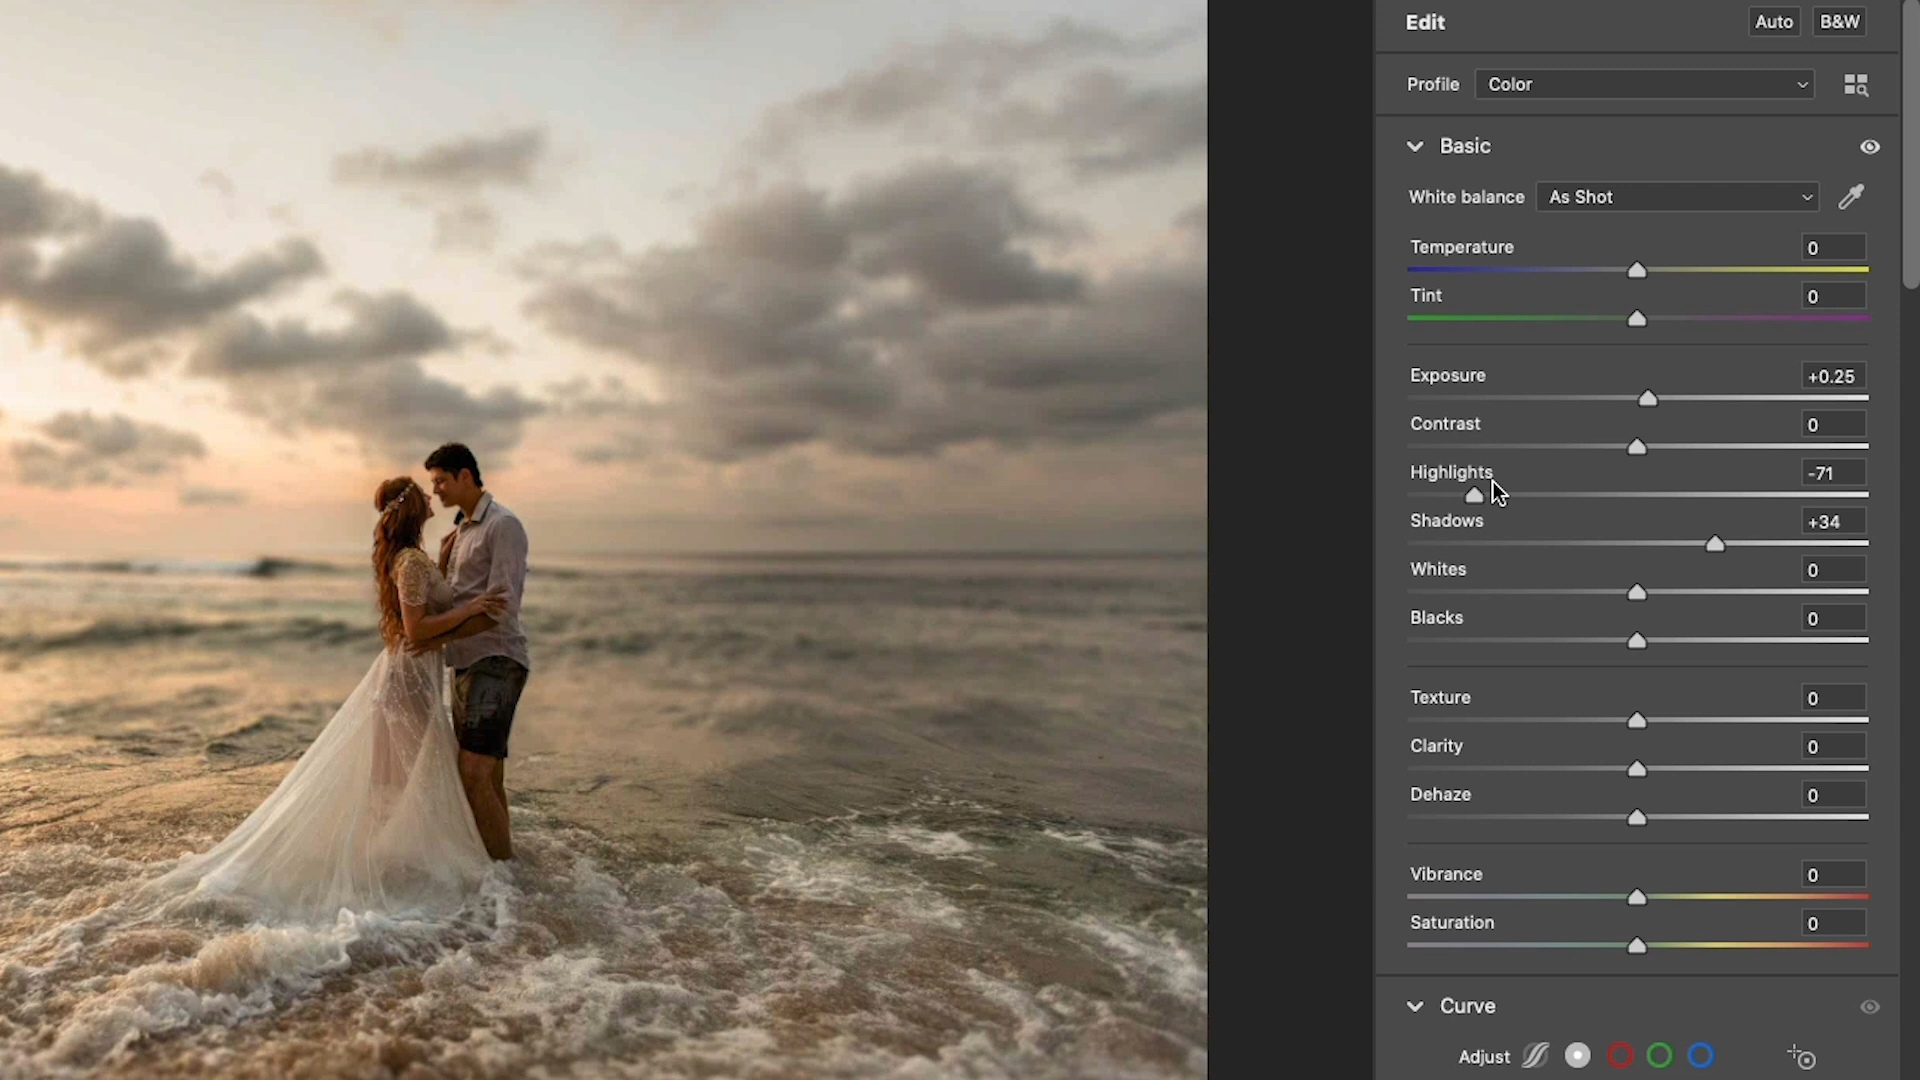 Edit Auto B&W
Profile Color
Basic
White balance As Shot
Temperature 0
Tint 0
Exposure +0.25
Contrast 0
Highlights -71
Shadows +34
Whites 0
Blacks 0
Texture 0
Clarity 0
Dehaze 0
Vibrance 0
Saturation 0
Curve
Adjust